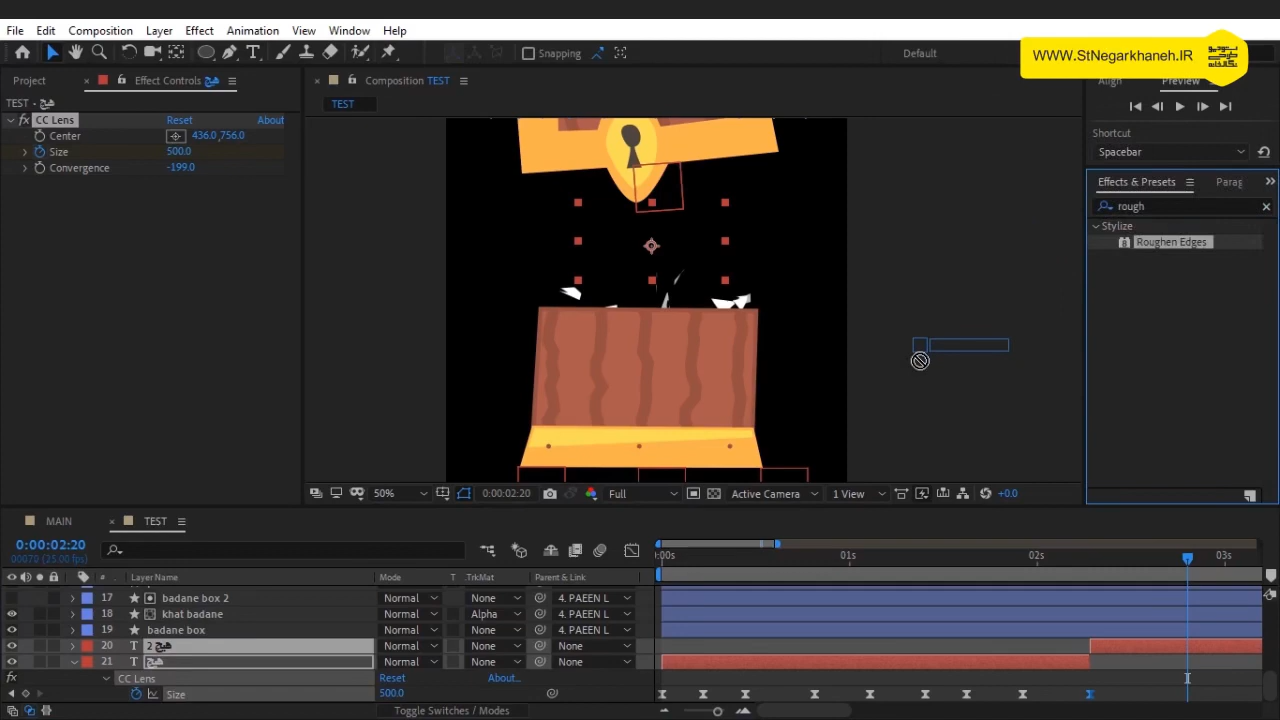 File Edit Composition Layer Effect Animation View Window Help
Snapping Default
WWW.StNegarkhaneh.IR
Project Effect Controls هیچ Composition TEST Align Preview
TEST • هیچ
TEST
fx CC Lens Reset About
Center 436.0,756.0
Size 500.0
Convergence -199.0
Shortcut
Spacebar
Effects & Presets Parag
rough
Stylize
Roughen Edges
50% 0:00:02:20 Full Active Camera 1 View +0.0
MAIN TEST
0:00:02:20
00070 (25.00 fps)
# Layer Name Mode T TrkMat Parent & Link
:00s 01s 02s 03s
17 badane box 2 Normal None 4. PAEEN L
18 khat badane Normal Alpha 4. PAEEN L
19 badane box Normal None 4. PAEEN L
20 T هیچ 2 Normal None None
21 T هیچ Normal None None
fx CC Lens Reset About...
Size 500.0
Toggle Switches / Modes